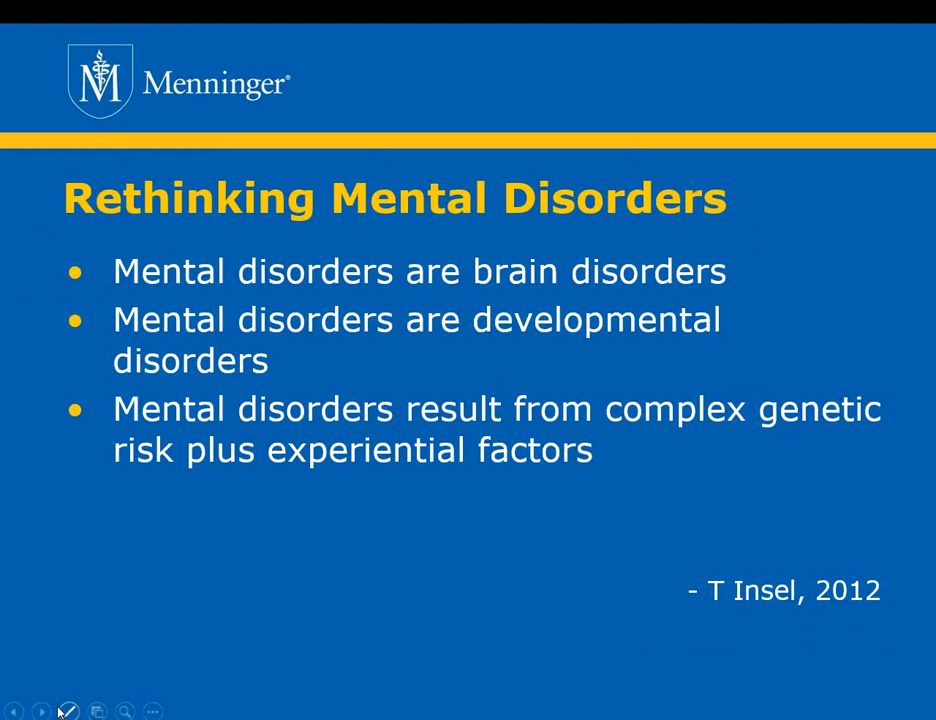 M
Menninger®
Rethinking Mental Disorders
• Mental disorders are brain disorders
• Mental disorders are developmental
disorders
• Mental disorders result from complex genetic
risk plus experiential factors
- T Insel, 2012